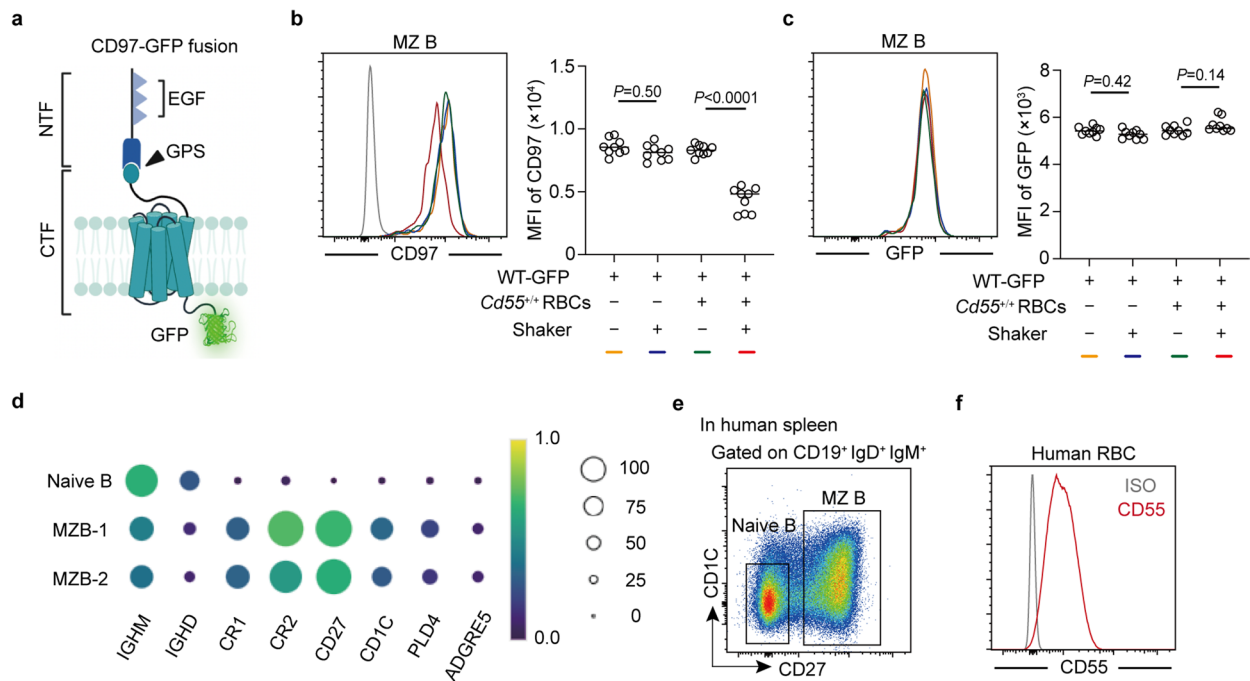 a
CD97-GFP fusion
NTF
EGF
GPS
CTF
GFP
b
MZ B
CD97
MFI of CD97 (×10⁴)
1.5
1.0
0.5
0
P=0.50
P<0.0001
WT-GFP + + + +
Cd55+/+ RBCs – – + +
Shaker – + – +
c
MZ B
GFP
MFI of GFP (×10³)
8
6
4
2
0
P=0.42
P=0.14
WT-GFP + + + +
Cd55+/+ RBCs – – + +
Shaker – + – +
d
Naive B
MZB-1
MZB-2
IGHM
IGHD
CR1
CR2
CD27
CD1C
PLD4
ADGRE5
1.0
0.0
100
75
50
25
0
e
In human spleen
Gated on CD19⁺ IgD⁺ IgM⁺
MZ B
Naive B
CD1C
CD27
f
Human RBC
ISO
CD55
CD55